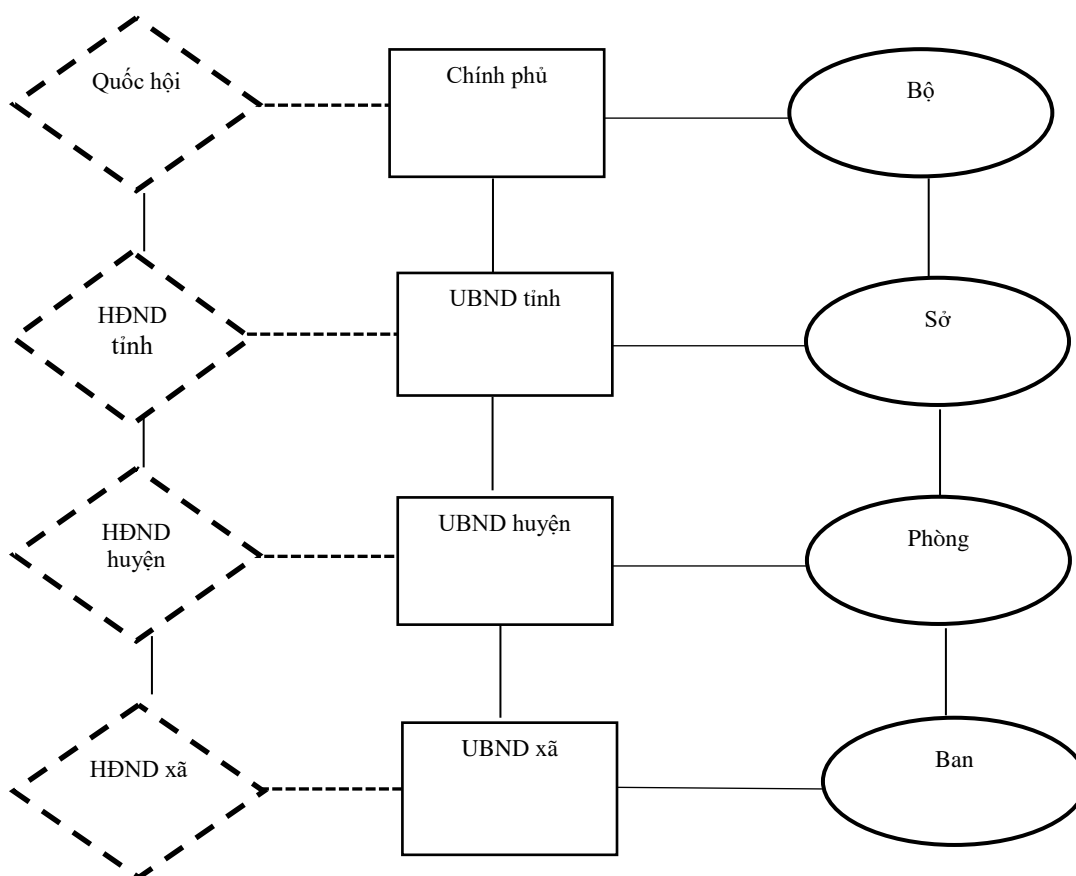 Quốc hội
Chính phủ
Bộ
HĐND
tỉnh
UBND tỉnh
Sở
HĐND
huyện
UBND huyện
Phòng
HĐND xã
UBND xã
Ban